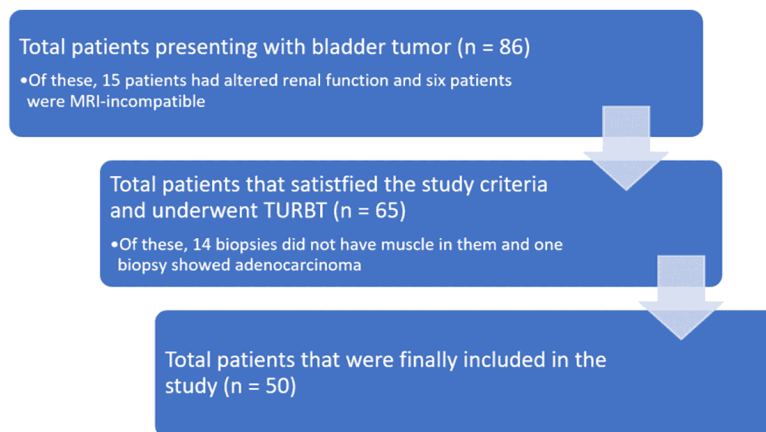 Total patients presenting with bladder tumor (n = 86)
•Of these, 15 patients had altered renal function and six patients
were MRI-incompatible
Total patients that satistfied the study criteria
and underwent TURBT (n = 65)
•Of these, 14 biopsies did not have muscle in them and one
biopsy showed adenocarcinoma
Total patients that were finally included in the
study (n = 50)